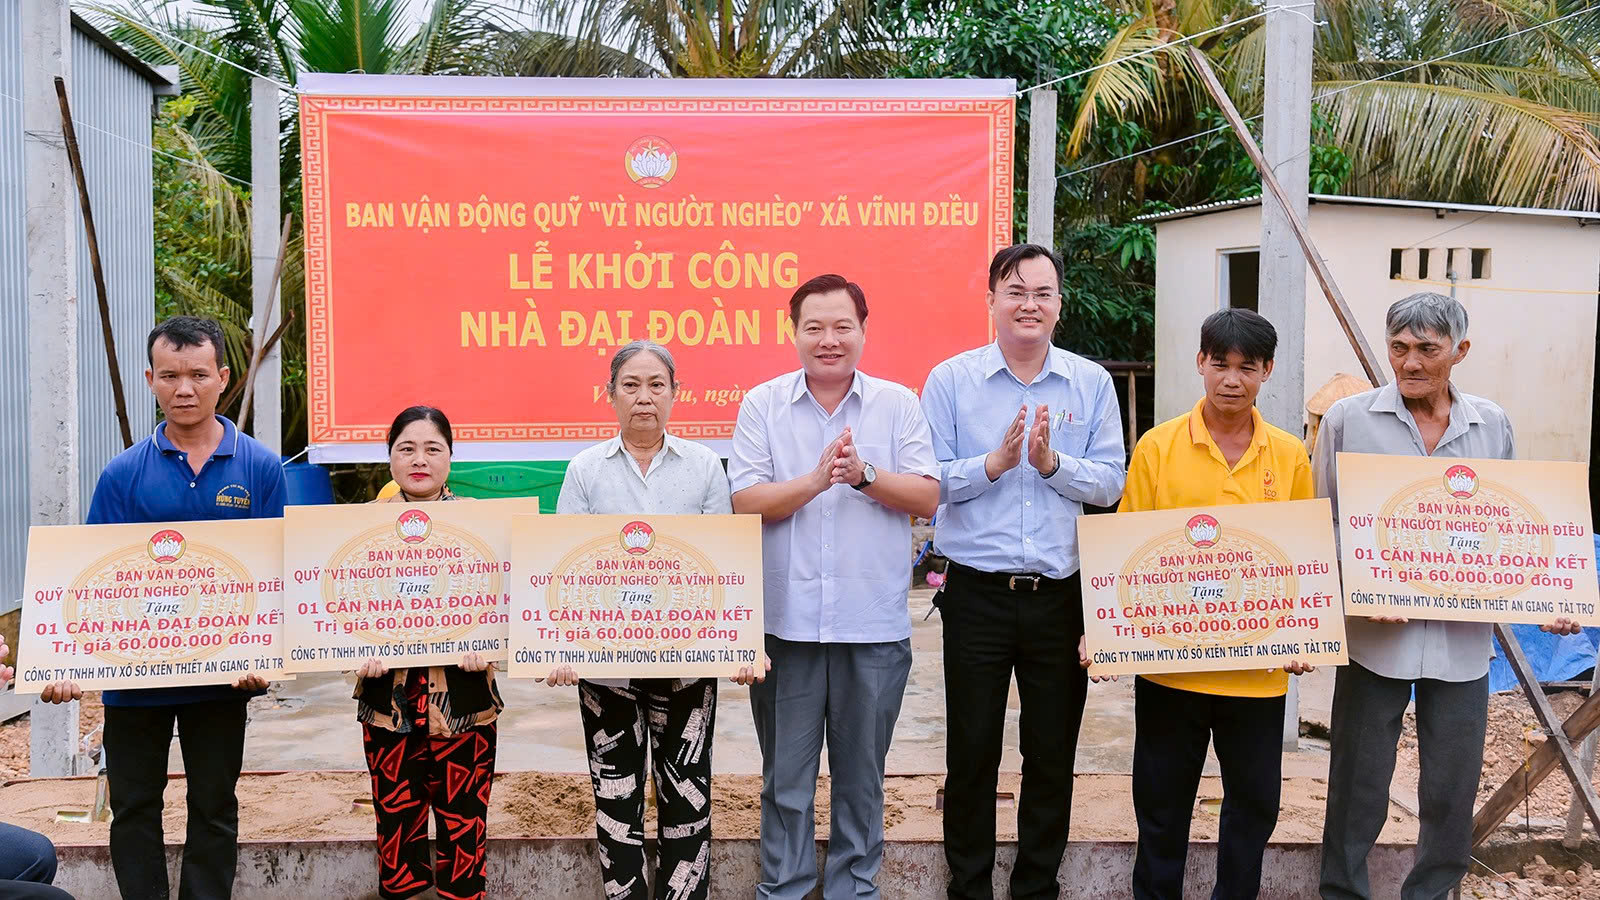 BAN VẬN ĐỘNG QUỸ "VÌ NGƯỜI NGHÈO" XÃ VĨNH ĐIỀU
LỄ KHỞI CÔNG
NHÀ ĐẠI ĐOÀN K
ngày
HÙNG TUYỀN
BAN VẬN ĐỘNG
QUỸ "VÌ NGƯỜI NGHÈO" XÃ VĨNH ĐIỀU
Tặng
01 CĂN NHÀ ĐẠI ĐOÀN KẾT
Trị giá 60.000.000 đồng
CÔNG TY TNHH MTV XỔ SỐ KIẾN THIẾT AN GIANG TÀI TRỢ
BAN VẬN ĐỘNG
QUỸ "VÌ NGƯỜI NGHÈO" XÃ VĨNH Đ
Tặng
01 CĂN NHÀ ĐẠI ĐOÀN K
Trị giá 60.000.000 đồng
CÔNG TY TNHH MTV XỔ SỐ KIẾN THIẾT AN GIANG
BAN VẬN ĐỘNG
QUỸ "VÌ NGƯỜI NGHÈO" XÃ VĨNH ĐIỀU
Tặng
01 CĂN NHÀ ĐẠI ĐOÀN KẾT
Trị giá 60.000.000 đồng
CÔNG TY TNHH XUÂN PHƯỜNG KIÊN GIANG TÀI TRỢ
BAN VẬN ĐỘNG
QUỸ "VÌ NGƯỜI NGHÈO" XÃ VĨNH ĐIỀU
Tặng
01 CĂN NHÀ ĐẠI ĐOÀN KẾT
Trị giá 60.000.000 đồng
CÔNG TY TNHH MTV XỔ SỐ KIẾN THIẾT AN GIANG TÀI TRỢ
BAN VẬN ĐỘNG
QUỸ "VÌ NGƯỜI NGHÈO" XÃ VĨNH ĐIỀU
Tặng
01 CĂN NHÀ ĐẠI ĐOÀN KẾT
Trị giá 60.000.000 đồng
CÔNG TY TNHH MTV XỔ SỐ KIẾN THIẾT AN GIANG TÀI TRỢ